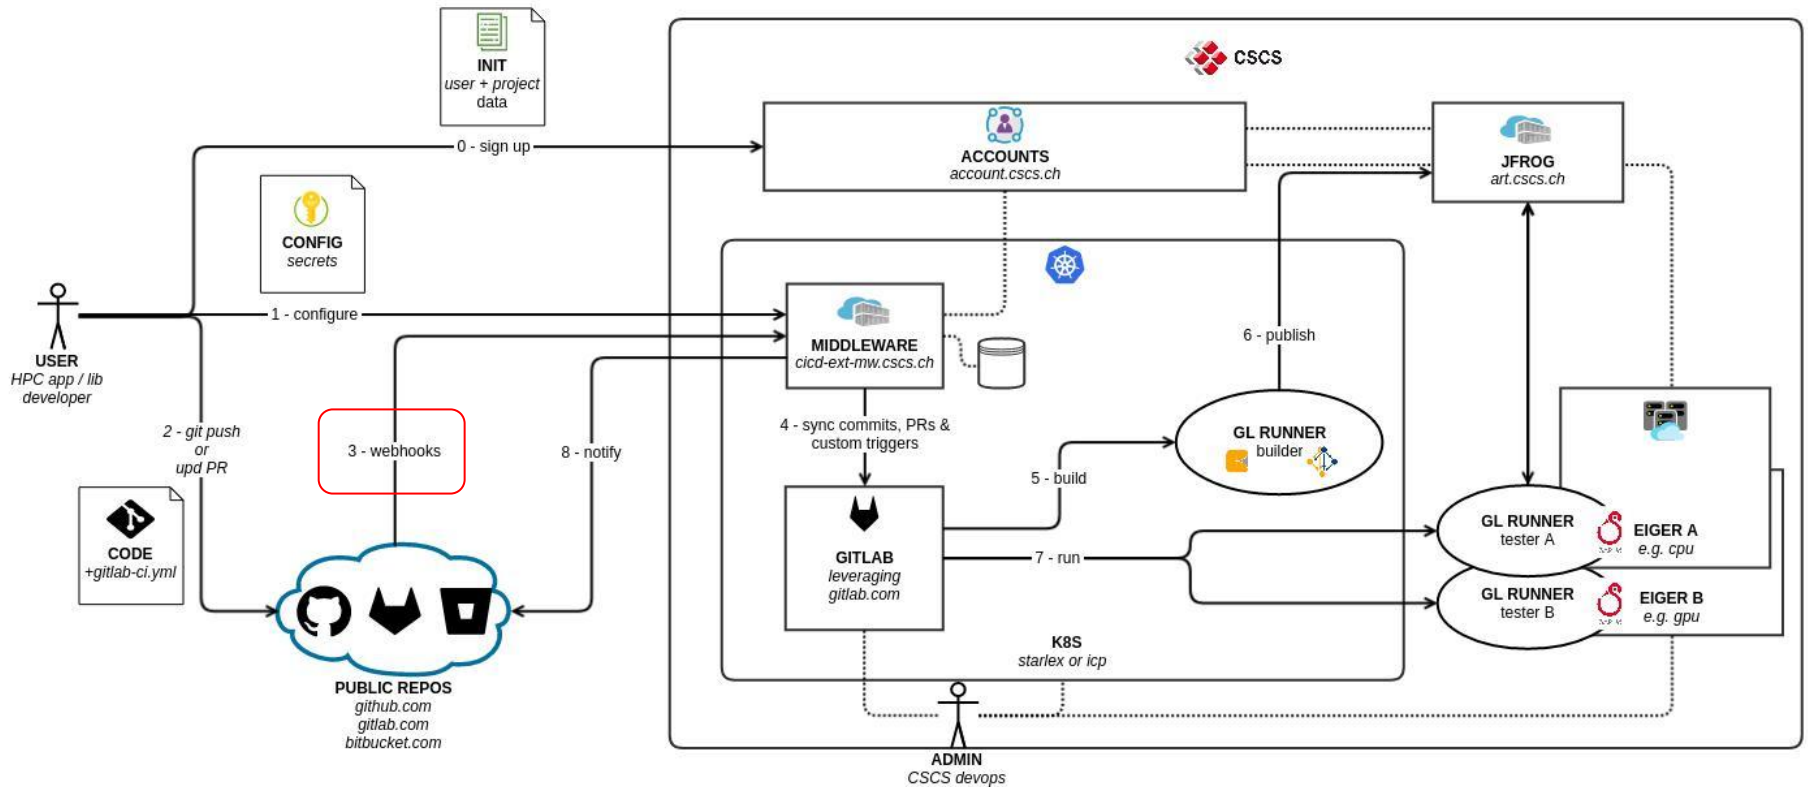 INIT
user + project
data
CSCS
0 - sign up
ACCOUNTS
account.cscs.ch
JFROG
art.cscs.ch
CONFIG
secrets
1 - configure
USER
HPC app / lib
developer
MIDDLEWARE
cicd-ext-mw.cscs.ch
6 - publish
2 - git push
or
upd PR
3 - webhooks
8 - notify
4 - sync commits, PRs &
custom triggers
GL RUNNER
builder
5 - build
CODE
+gitlab-ci.yml
GITLAB
leveraging
gitlab.com
7 - run
GL RUNNER
tester A
EIGER A
e.g. cpu
GL RUNNER
tester B
EIGER B
e.g. gpu
K8S
starlex or icp
PUBLIC REPOS
github.com
gitlab.com
bitbucket.com
ADMIN
CSCS devops